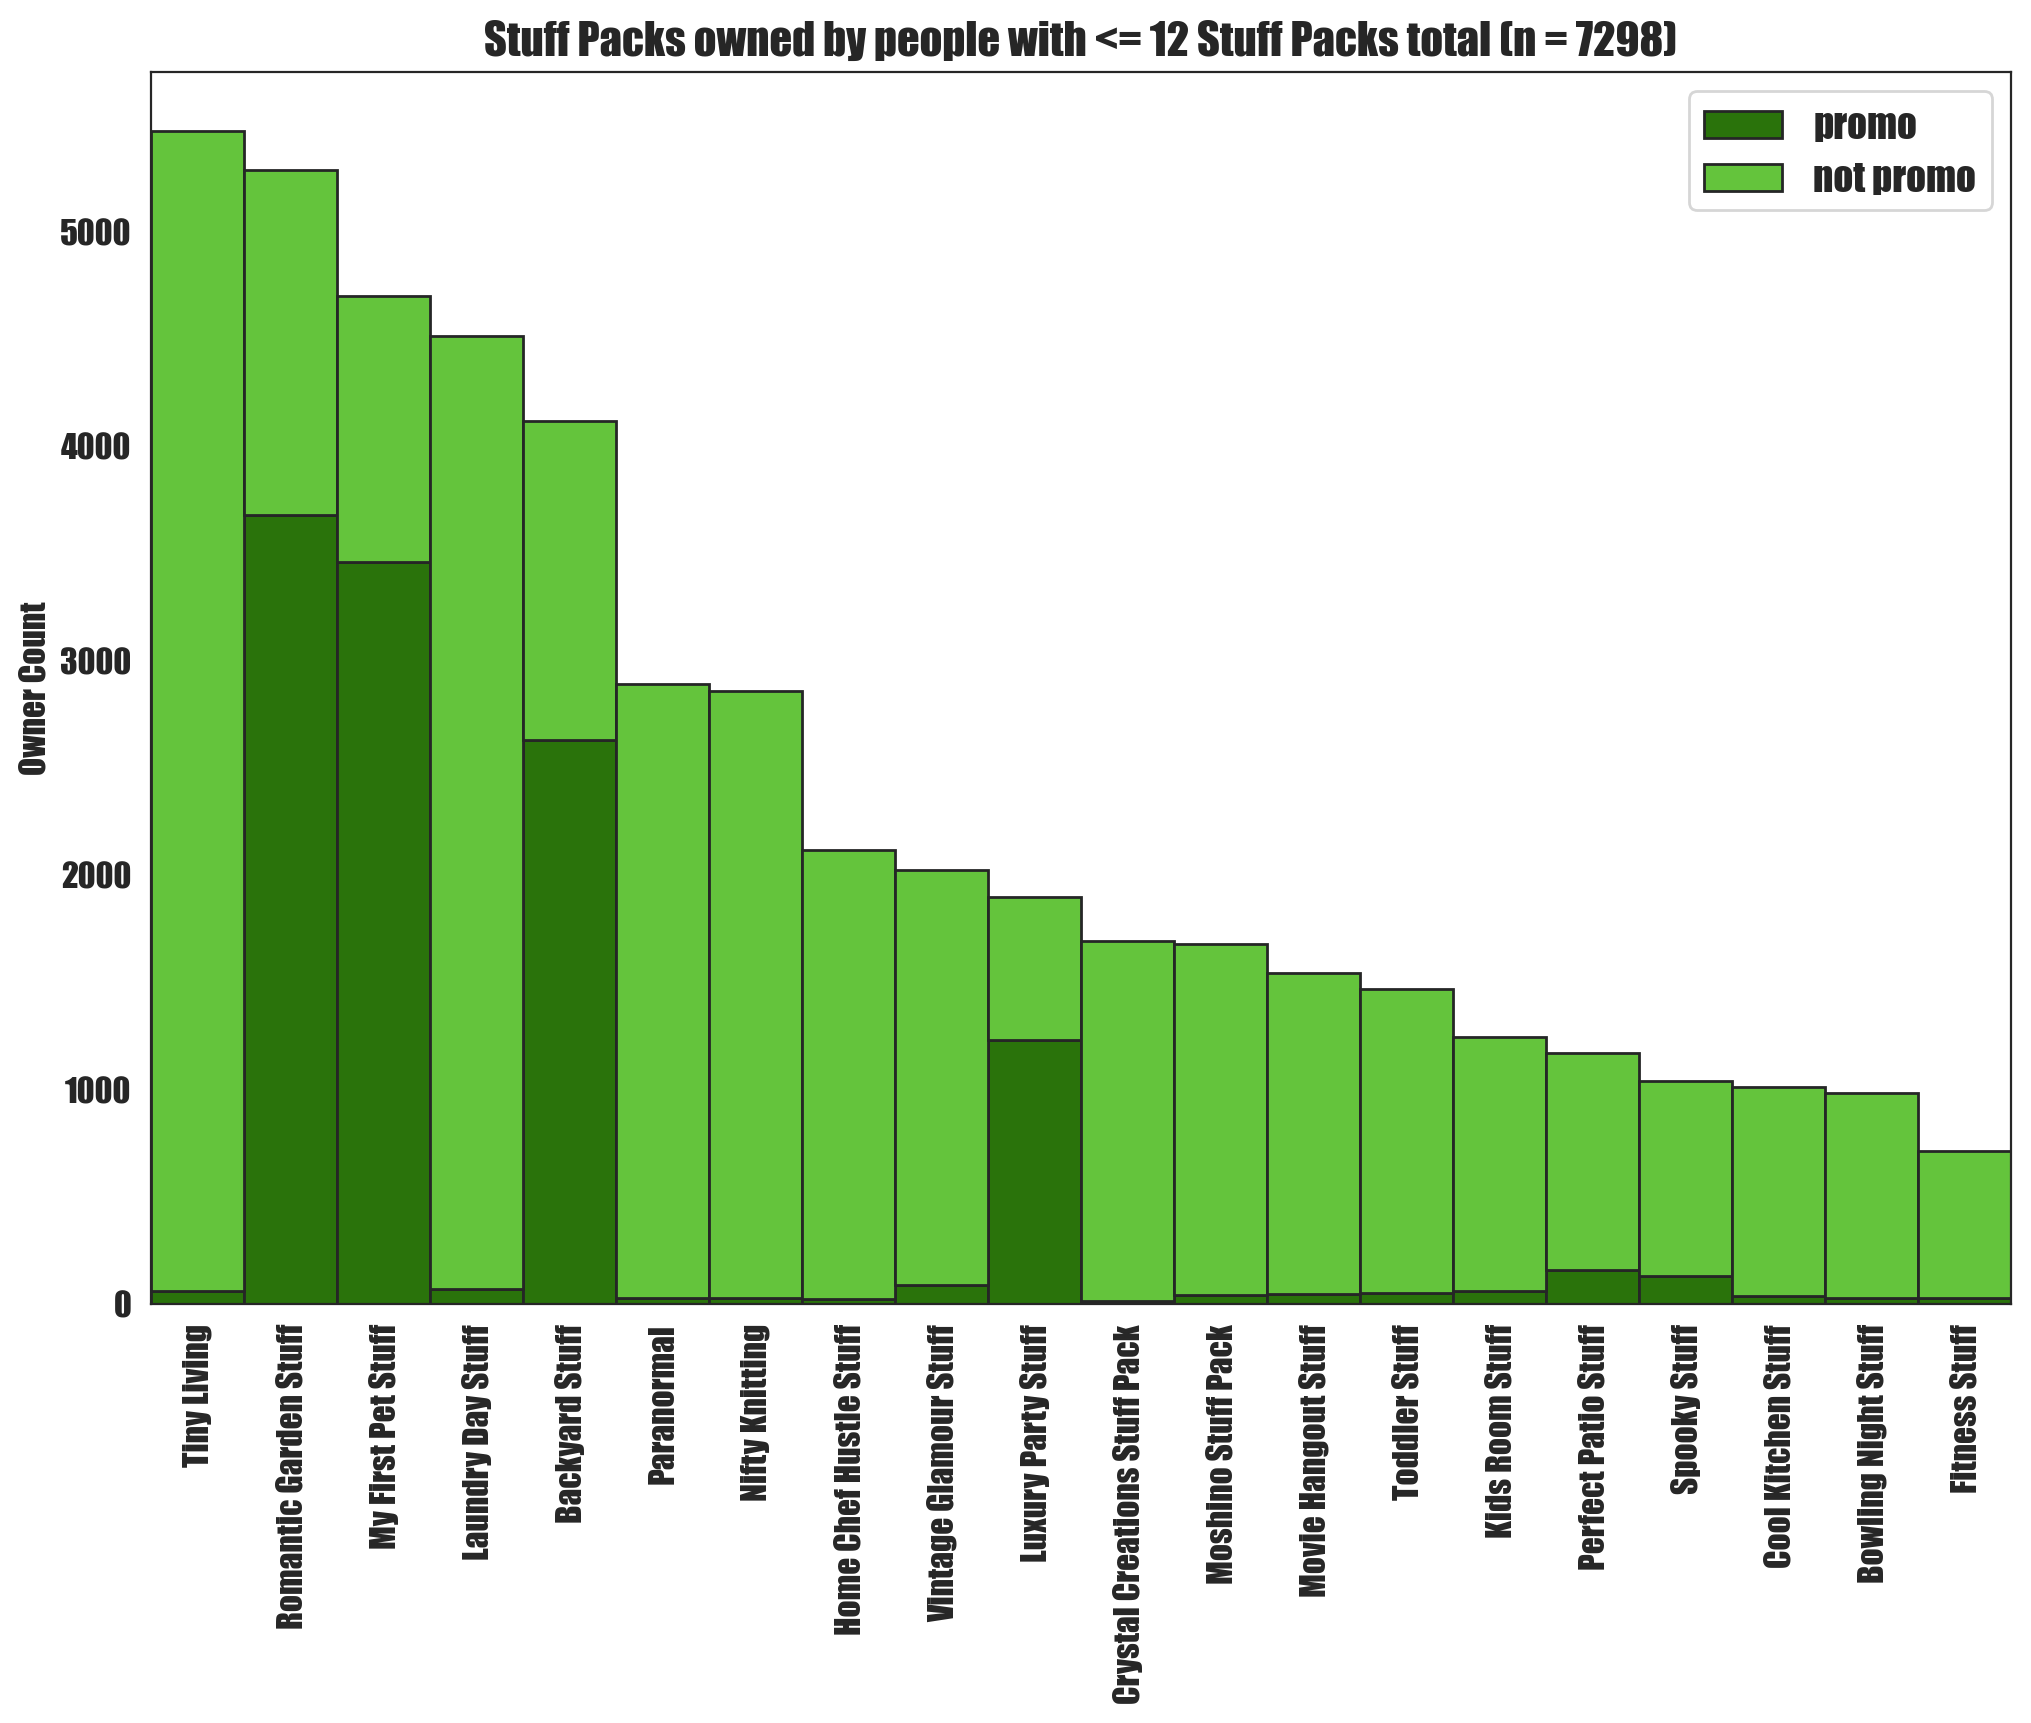 Stuff Packs owned by people with <= 12 Stuff Packs total (n = 7298)
promo
not promo
Owner Count
5000
4000
3000
2000
1000
0
Tiny Living
Romantic Garden Stuff
My First Pet Stuff
Laundry Day Stuff
Backyard Stuff
Paranormal
Nifty Knitting
Home Chef Hustle Stuff
Vintage Glamour Stuff
Luxury Party Stuff
Crystal Creations Stuff Pack
Moshino Stuff Pack
Movie Hangout Stuff
Toddler Stuff
Kids Room Stuff
Perfect Patio Stuff
Spooky Stuff
Cool Kitchen Stuff
Bowling Night Stuff
Fitness Stuff